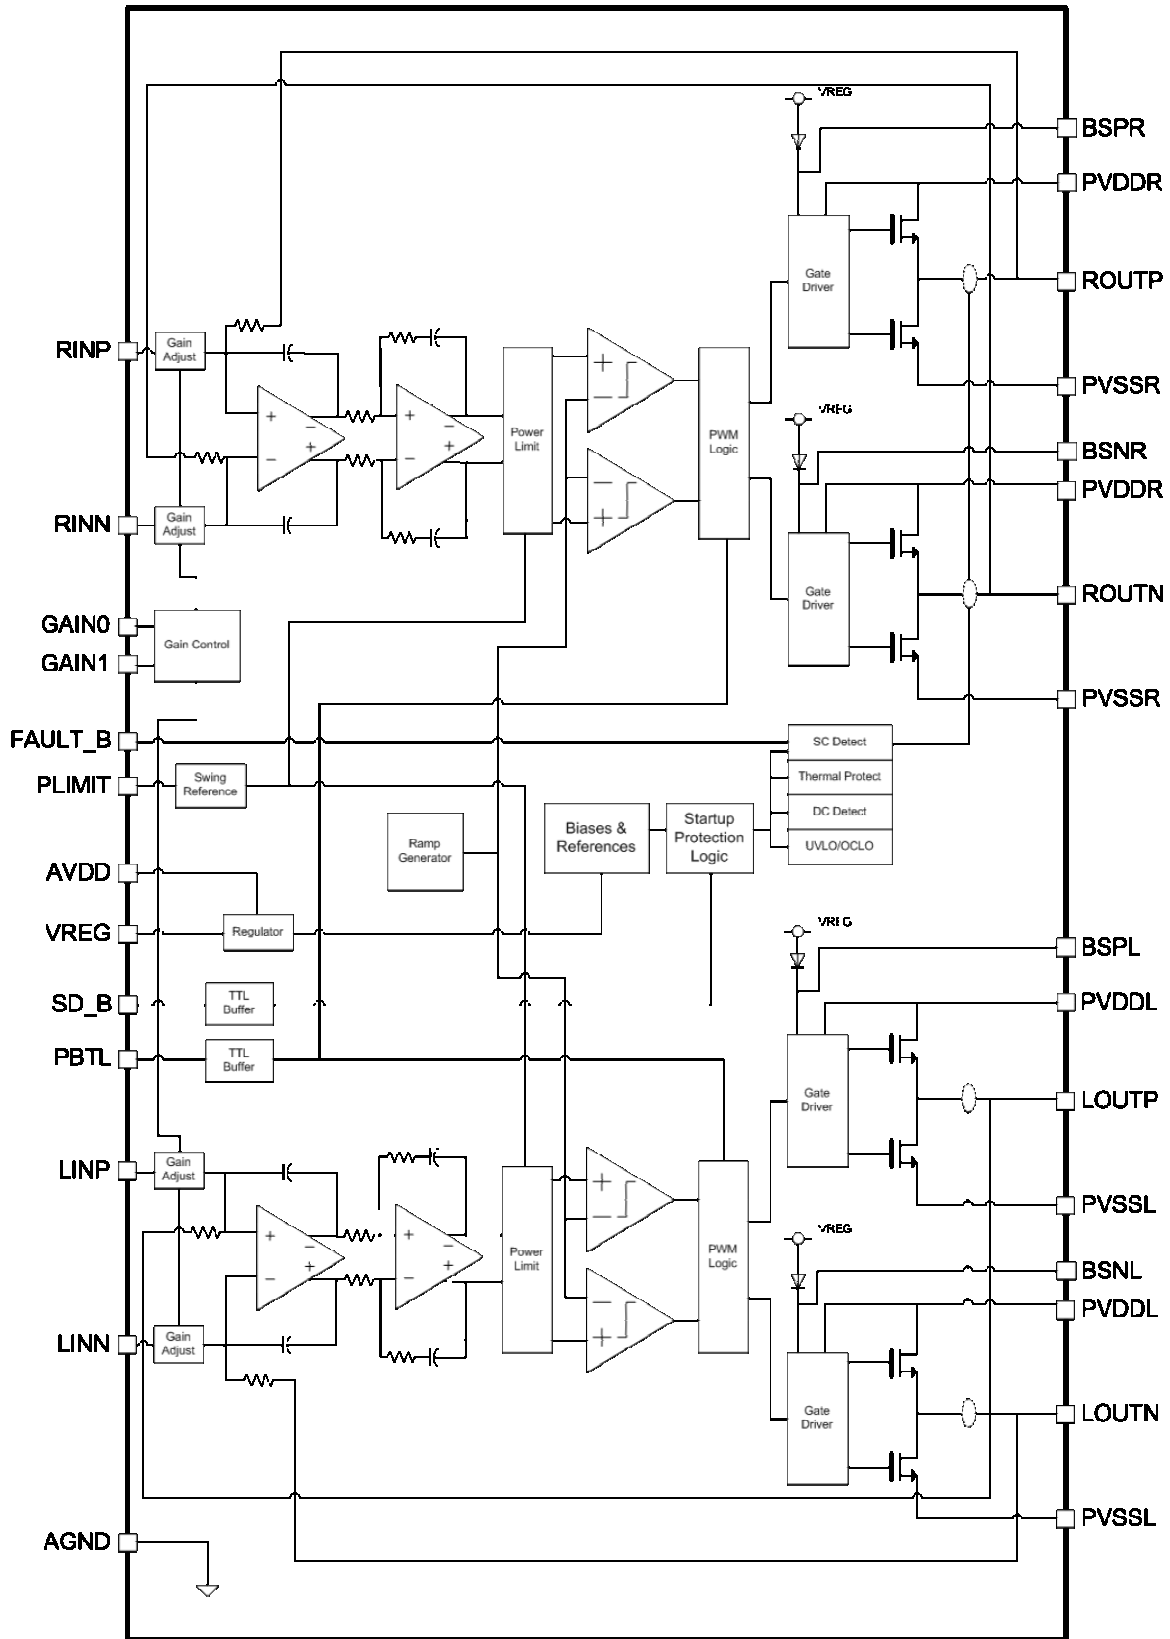 VREG
BSPR
PVDDR
Gate
Driver
ROUTP
RINP
Gain
Adjust
+
−
−
+
+
−
−
+
Power
Limit
+
−
−
+
PWM
Logic
PVSSR
VREG
BSNR
PVDDR
RINN
Gain
Adjust
Gate
Driver
ROUTN
GAIN0
GAIN1
Gain Control
PVSSR
FAULT_B
SC Detect
Thermal Protect
DC Detect
UVLO/OCLO
PLIMIT
Swing
Reference
Ramp
Generator
Biases &
References
Startup
Protection
Logic
AVDD
VREG
Regulator
VREG
BSPL
SD_B
TTL
Buffer
PVDDL
PBTL
TTL
Buffer
Gate
Driver
LOUTP
LINP
Gain
Adjust
+
−
−
+
+
−
−
+
Power
Limit
+
−
−
+
PWM
Logic
PVSSL
VREG
BSNL
PVDDL
LINN
Gain
Adjust
Gate
Driver
LOUTN
PVSSL
AGND